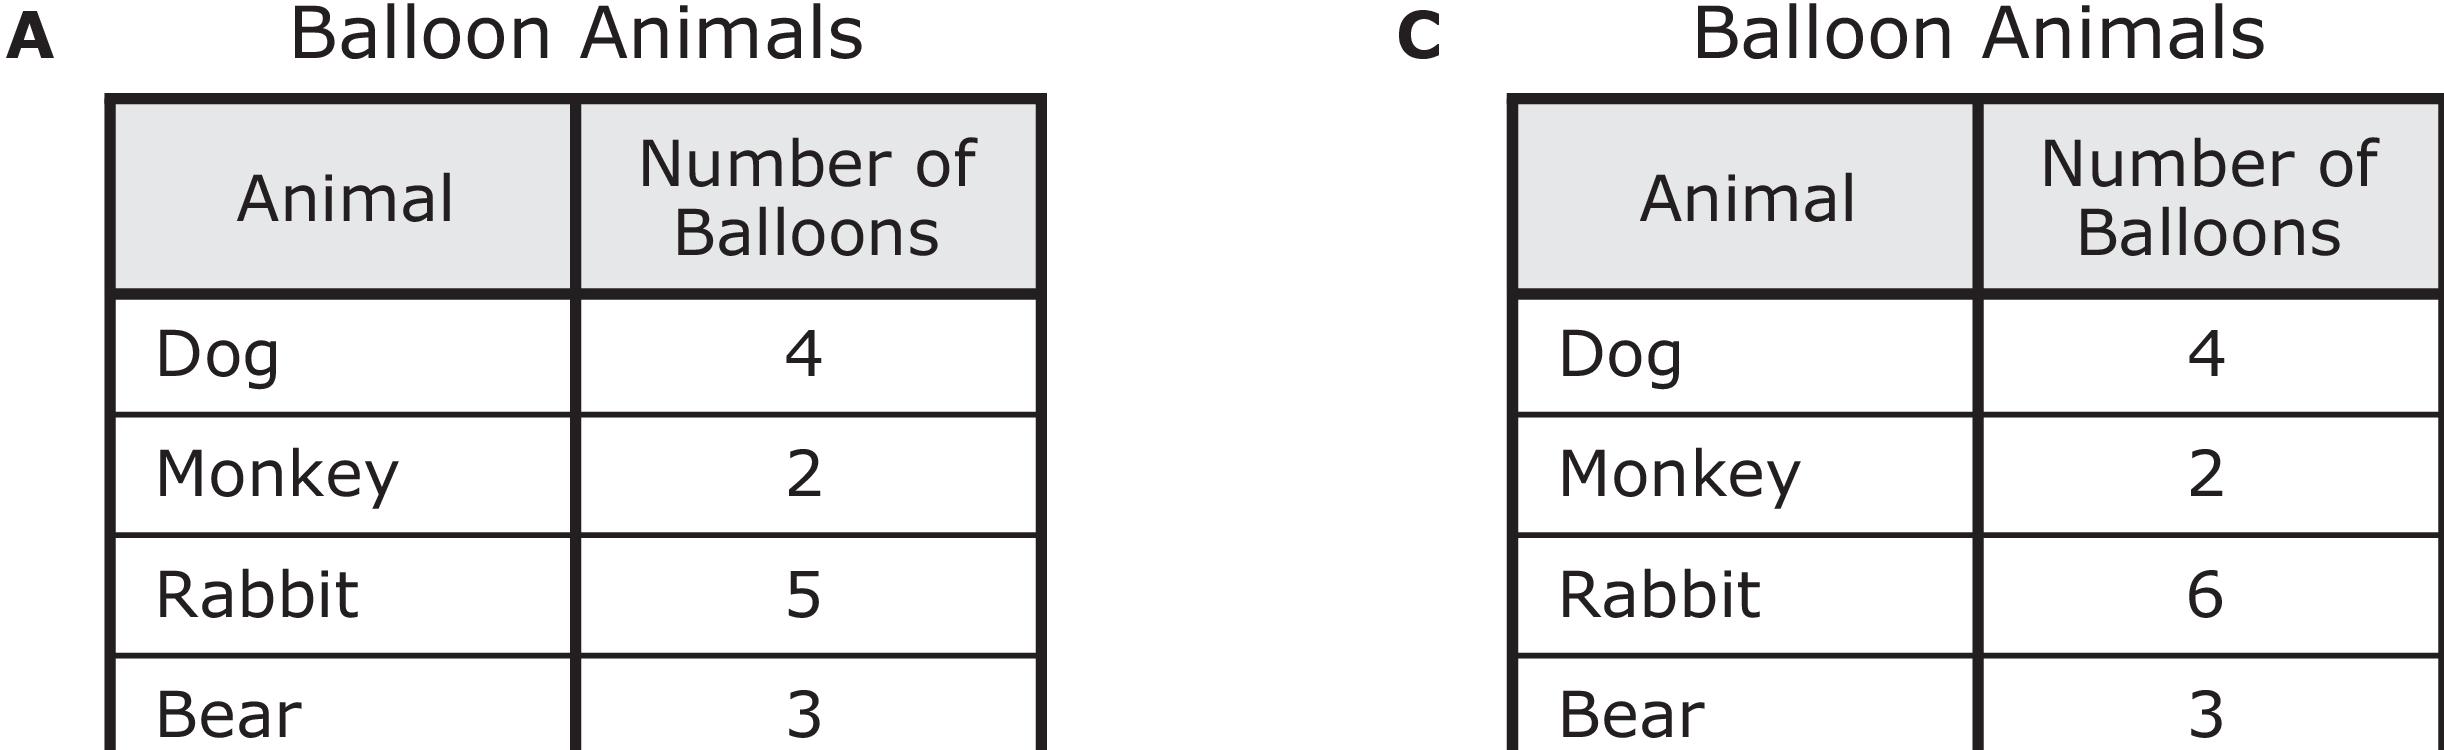 A Balloon Animals
Animal Number of Balloons
Dog 4
Monkey 2
Rabbit 5
Bear 3
C Balloon Animals
Animal Number of Balloons
Dog 4
Monkey 2
Rabbit 6
Bear 3